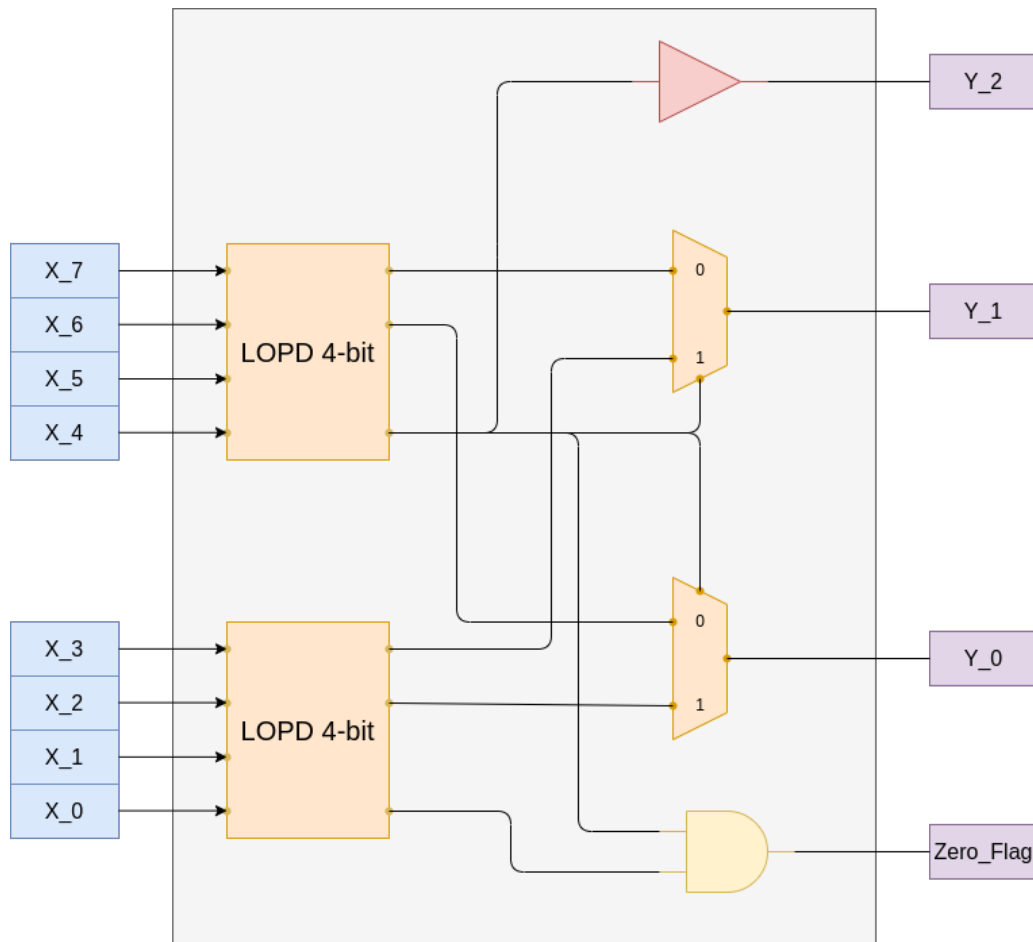 Y_2
X_7
X_6
X_5
X_4
LOPD 4-bit
0
1
Y_1
X_3
X_2
X_1
X_0
LOPD 4-bit
0
1
Y_0
Zero_Flag